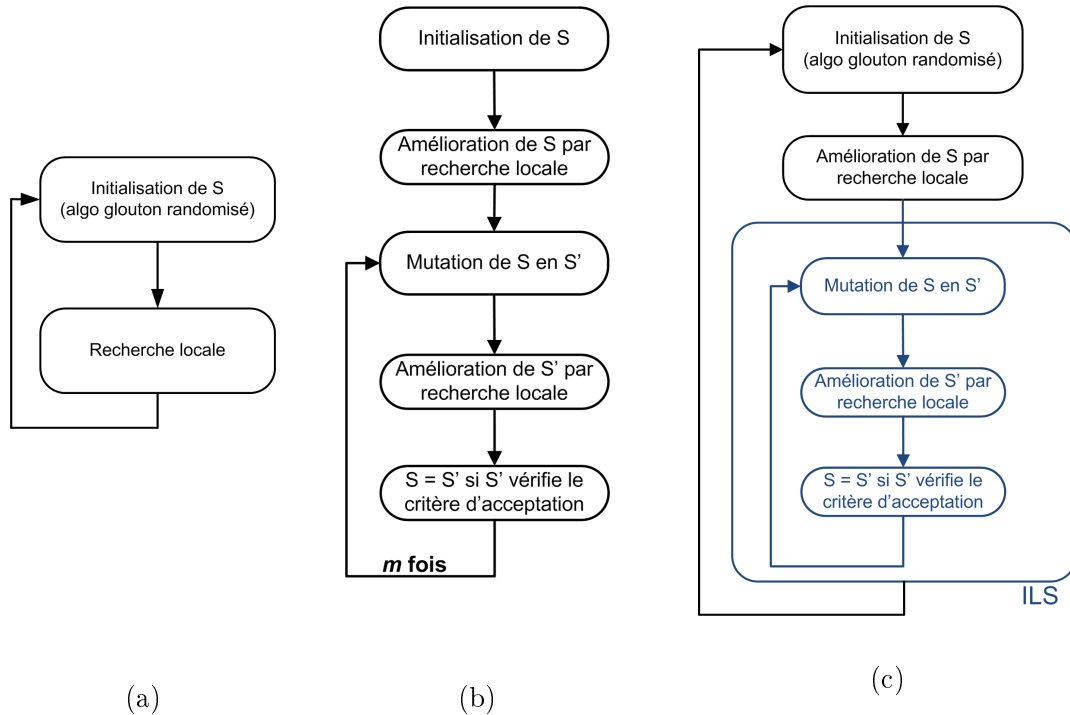 Initialisation de S
(algo glouton randomisé)
Recherche locale
(a)
Initialisation de S
Amélioration de S par
recherche locale
Mutation de S en S’
Amélioration de S’ par
recherche locale
S = S’ si S’ vérifie le
critère d’acceptation
m fois
(b)
Initialisation de S
(algo glouton randomisé)
Amélioration de S par
recherche locale
Mutation de S en S’
Amélioration de S’ par
recherche locale
S = S’ si S’ vérifie le
critère d’acceptation
ILS
(c)